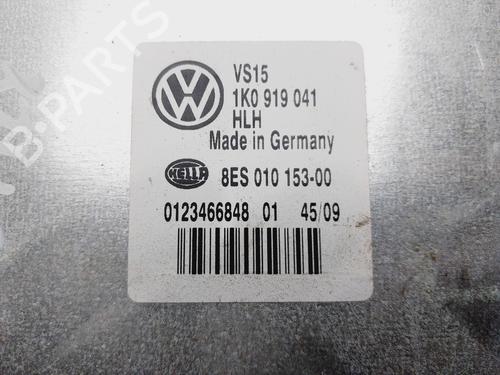 VS15
1K0 919 041
HLH
Made in Germany
HELLA
8ES 010 153-00
0123466848 01 45/09
B-PARTS